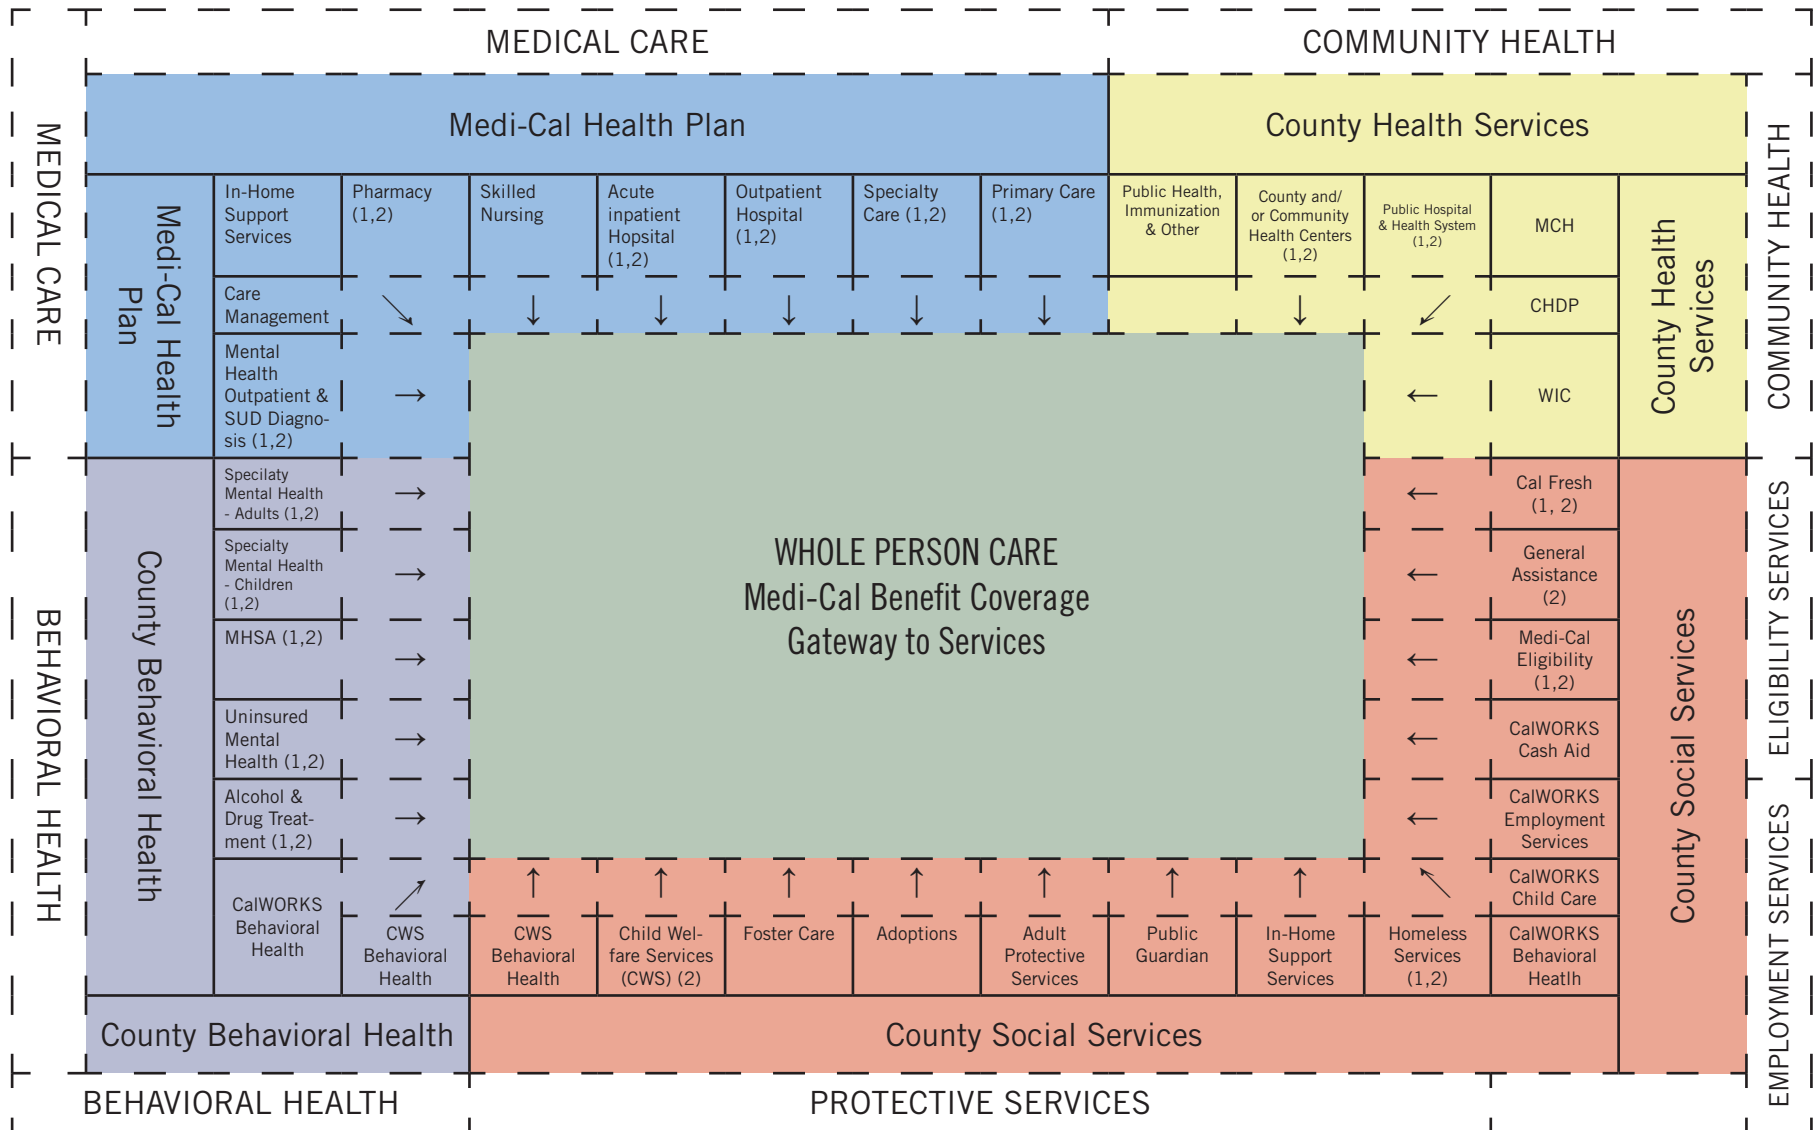 MEDICAL CARE
COMMUNITY HEALTH
MEDICAL CARE
Medi-Cal Health Plan
County Health Services
COMMUNITY HEALTH
Medi-Cal Health
Plan
In-Home
Support
Services
Pharmacy
(1,2)
Skilled
Nursing
Acute
inpatient
Hopsital
(1,2)
Outpatient
Hospital
(1,2)
Specialty
Care (1,2)
Primary Care
(1,2)
Public Health,
Immunization
& Other
County and/
or Community
Health Centers
(1,2)
Public Hospital
& Health System
(1,2)
MCH
County Health
Services
Care
Management
CHDP
Mental
Health
Outpatient &
SUD Diagno-
sis (1,2)
WIC
BEHAVIORAL HEALTH
County Behavioral Health
Specilaty
Mental Health
- Adults (1,2)
Specialty
Mental Health
- Children
(1,2)
MHSA (1,2)
Uninsured
Mental
Health (1,2)
Alcohol &
Drug Treat-
ment (1,2)
CalWORKS
Behavioral
Health
WHOLE PERSON CARE
Medi-Cal Benefit Coverage
Gateway to Services
Cal Fresh
(1, 2)
General
Assistance
(2)
Medi-Cal
Eligibility
(1,2)
CalWORKS
Cash Aid
CalWORKS
Employment
Services
CalWORKS
Child Care
CalWORKS
Behavioral
Heatlh
County Social Services
ELIGIBILITY SERVICES
EMPLOYMENT SERVICES
CWS
Behavioral
Health
CWS
Behavioral
Health
Child Wel-
fare Services
(CWS) (2)
Foster Care
Adoptions
Adult
Protective
Services
Public
Guardian
In-Home
Support
Services
Homeless
Services
(1,2)
County Behavioral Health
County Social Services
BEHAVIORAL HEALTH
PROTECTIVE SERVICES